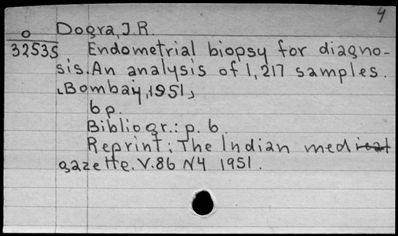 4
o Dogra, J.R.
32535 Endometrial biopsy for diagno-
sis. An analysis of 1,217 samples.
Bombay, 1951,
6 p.
Bibliogr.: p. 6.
Reprint: The Indian medical
gazette. V.86 N4 1951.